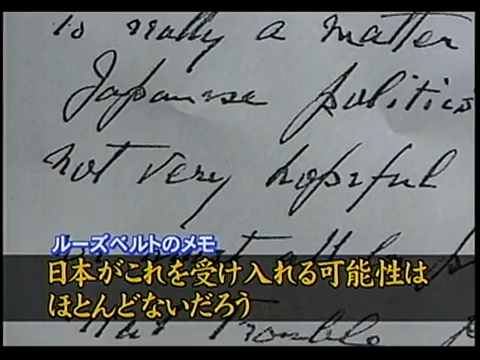 is really a matter
Japanese politics
not very hopeful
ルーズベルトのメモ
日本がこれを受け入れる可能性は
ほとんどないだろう
trouble